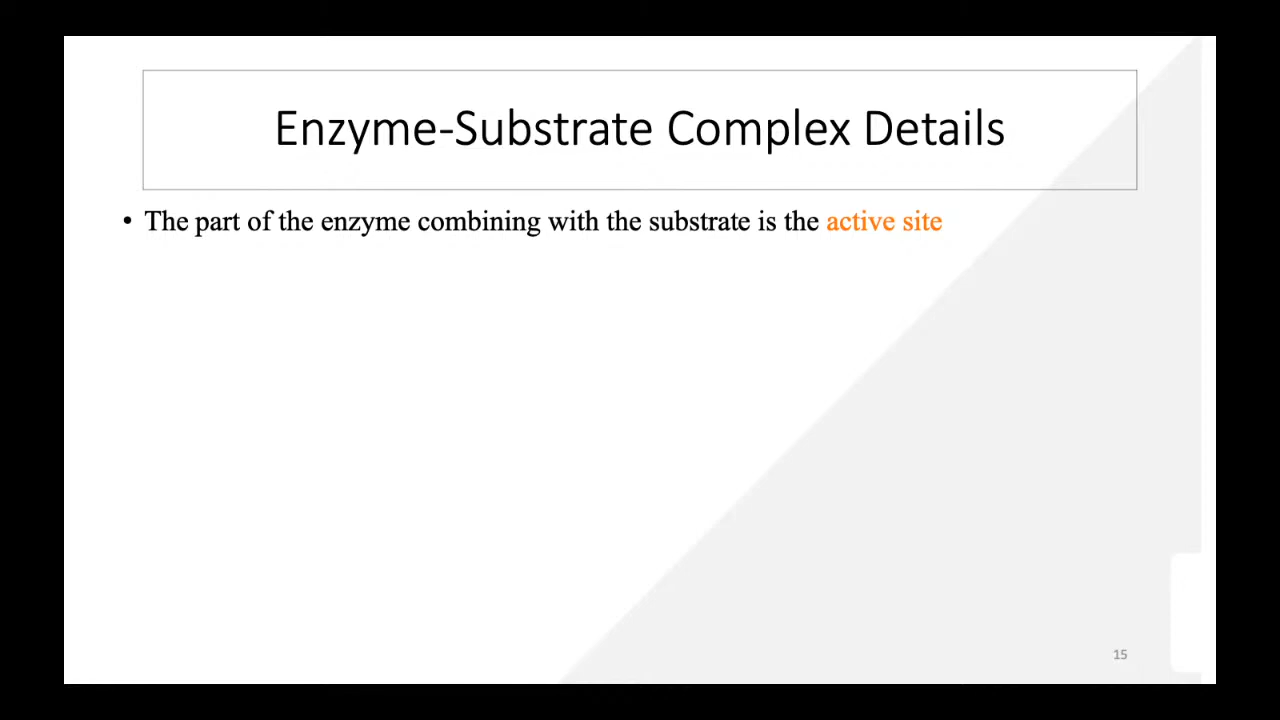 Enzyme-Substrate Complex Details
• The part of the enzyme combining with the substrate is the active site
15